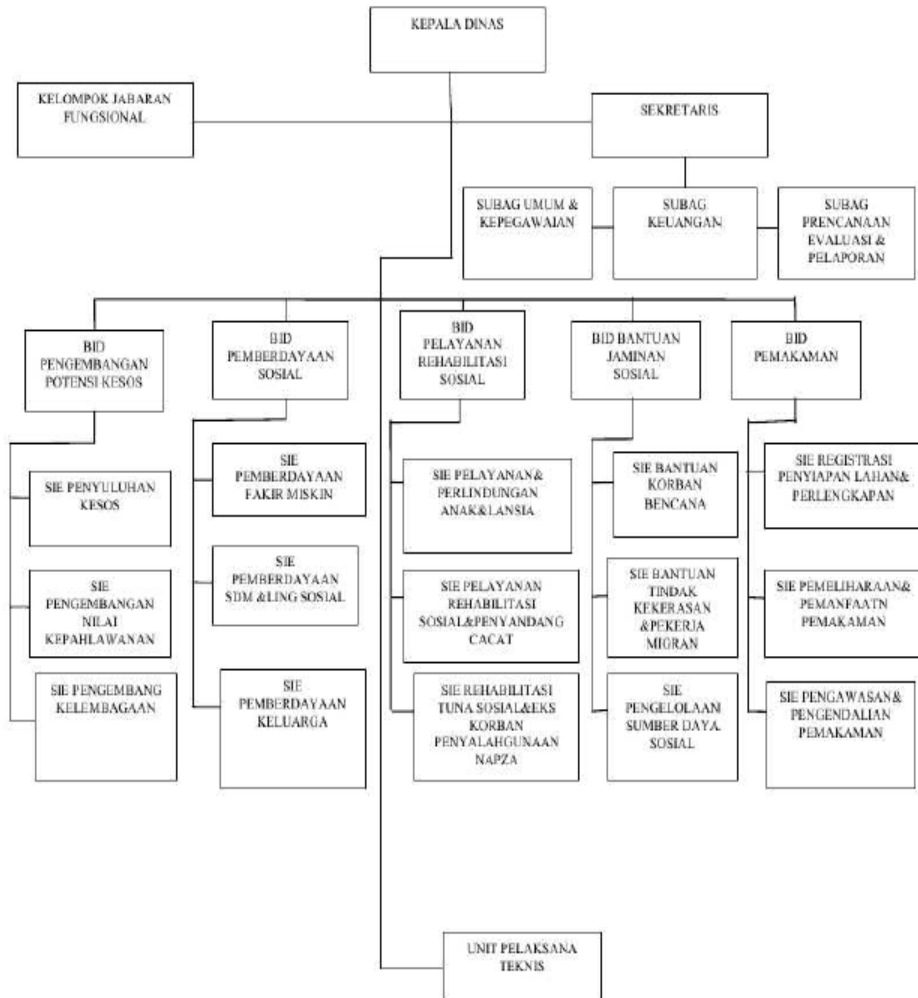 KEPALA DINAS
KELOMPOK JABARAN
FUNGSIONAL
SEKRETARIS
SUBAG UMUM &
KEPEGAWAIAN
SUBAG
KEUANGAN
SUBAG
PRENCANAAN
EVALUASI &
PELAPORAN
BID
PENGEMBANGAN
POTENSI KESOS
BID
PEMBERDAYAAN
SOSIAL
BID
PELAYANAN
REHABILITASI
SOSIAL
BID BANTUAN
JAMINAN
SOSIAL
BID
PEMAKAMAN
SIE PENYULUHAN
KESOS
SIE
PENGEMBANGAN
NILAI
KEPAHLAWANAN
SIE PENGEMBANG
KELEMBAGAAN
SIE
PEMBERDAYAAN
FAKIR MISKIN
SIE
PEMBERDAYAAN
SDM &LING SOSIAL
SIE
PEMBERDAYAAN
KELUARGA
SIE PELAYANAN&
PERLINDUNGAN
ANAK&LANSIA
SIE PELAYANAN
REHABILITASI
SOSIAL&PENYANDANG
CACAT
SIE REHABILITASI
TUNA SOSIAL&EKS
KORBAN
PENYALAHGUNAAN
NAPZA
SIE BANTUAN
KORBAN
BENCANA
SIE BANTUAN
TINDAK
KEKERASAN
&PEKERJA
MIGRAN
SIE
PENGELOLAAN
SUMBER DAYA
SOSIAL
SIE REGISTRASI
PENYIAPAN LAHAN&
PERLENGKAPAN
SIE PEMELIHARAAN&
PEMANFAATN
PEMAKAMAN
SIE PENGAWASAN&
PENGENDALIAN
PEMAKAMAN
UNIT PELAKSANA
TEKNIS